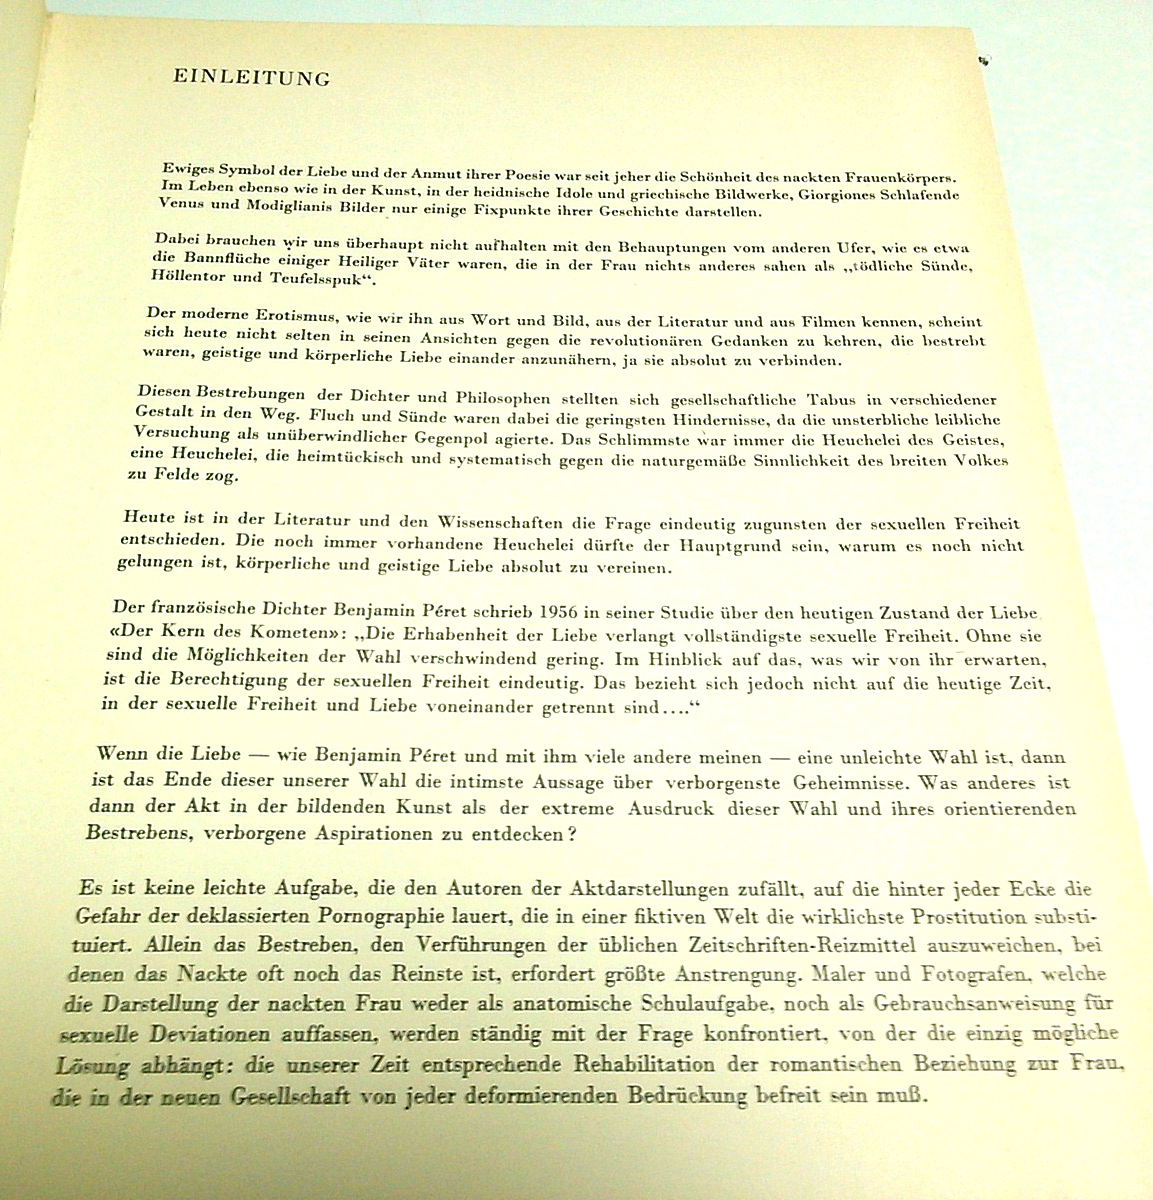 EINLEITUNG
Ewiges Symbol der Liebe und der Anmut ihrer Poesie war seit jeher die Schönheit des nackten Frauenkörpers.
Im Leben ebenso wie in der Kunst, in der heidnische Idole und griechische Bildwerke, Giorgiones Schlafende
Venus und Modiglianis Bilder nur einige Fixpunkte ihrer Geschichte darstellen.
Dabei brauchen wir uns überhaupt nicht aufhalten mit den Behauptungen vom anderen Ufer, wie es etwa
die Bannflüche einiger Heiliger Väter waren, die in der Frau nichts anderes sahen als „tödliche Sünde,
Höllentor und Teufelsspuk“.
Der moderne Erotismus, wie wir ihn aus Wort und Bild, aus der Literatur und aus Filmen kennen, scheint
sich heute nicht selten in seinen Ansichten gegen die revolutionären Gedanken zu kehren, die bestrebt
waren, geistige und körperliche Liebe einander anzunähern, ja sie absolut zu verbinden.
Diesen Bestrebungen der Dichter und Philosophen stellten sich gesellschaftliche Tabus in verschiedener
Gestalt in den Weg. Fluch und Sünde waren dabei die geringsten Hindernisse, da die unsterbliche leibliche
Versuchung als unüberwindlicher Gegenpol agierte. Das Schlimmste war immer die Heuchelei des Geistes,
eine Heuchelei, die heimtückisch und systematisch gegen die naturgemäße Sinnlichkeit des breiten Volkes
zu Felde zog.
Heute ist in der Literatur und den Wissenschaften die Frage eindeutig zugunsten der sexuellen Freiheit
entschieden. Die noch immer vorhandene Heuchelei dürfte der Hauptgrund sein, warum es noch nicht
gelungen ist, körperliche und geistige Liebe absolut zu vereinen.
Der französische Dichter Benjamin Péret schrieb 1956 in seiner Studie über den heutigen Zustand der Liebe
«Der Kern des Kometen»: „Die Erhabenheit der Liebe verlangt vollständigste sexuelle Freiheit. Ohne sie
sind die Möglichkeiten der Wahl verschwindend gering. Im Hinblick auf das, was wir von ihr erwarten,
ist die Berechtigung der sexuellen Freiheit eindeutig. Das bezieht sich jedoch nicht auf die heutige Zeit,
in der sexuelle Freiheit und Liebe voneinander getrennt sind....“
Wenn die Liebe — wie Benjamin Péret und mit ihm viele andere meinen — eine unleichte Wahl ist, dann
ist das Ende dieser unserer Wahl die intimste Aussage über verborgenste Geheimnisse. Was anderes ist
dann der Akt in der bildenden Kunst als der extreme Ausdruck dieser Wahl und ihres orientierenden
Bestrebens, verborgene Aspirationen zu entdecken?
Es ist keine leichte Aufgabe, die den Autoren der Aktdarstellungen zufällt, auf die hinter jeder Ecke die
Gefahr der deklassierten Pornographie lauert, die in einer fiktiven Welt die wirklichste Prostitution substi-
tuiert. Allein das Bestreben, den Verführungen der üblichen Zeitschriften-Reizmittel auszuweichen, bei
denen das Nackte oft noch das Reinste ist, erfordert größte Anstrengung. Maler und Fotografen, welche
die Darstellung der nackten Frau weder als anatomische Schulaufgabe, noch als Gebrauchsanweisung für
sexuelle Deviationen auffassen, werden ständig mit der Frage konfrontiert, von der die einzig mögliche
Lösung abhängt: die unserer Zeit entsprechende Rehabilitation der romantischen Beziehung zur Frau,
die in der neuen Gesellschaft von jeder deformierenden Bedrückung befreit sein muß.